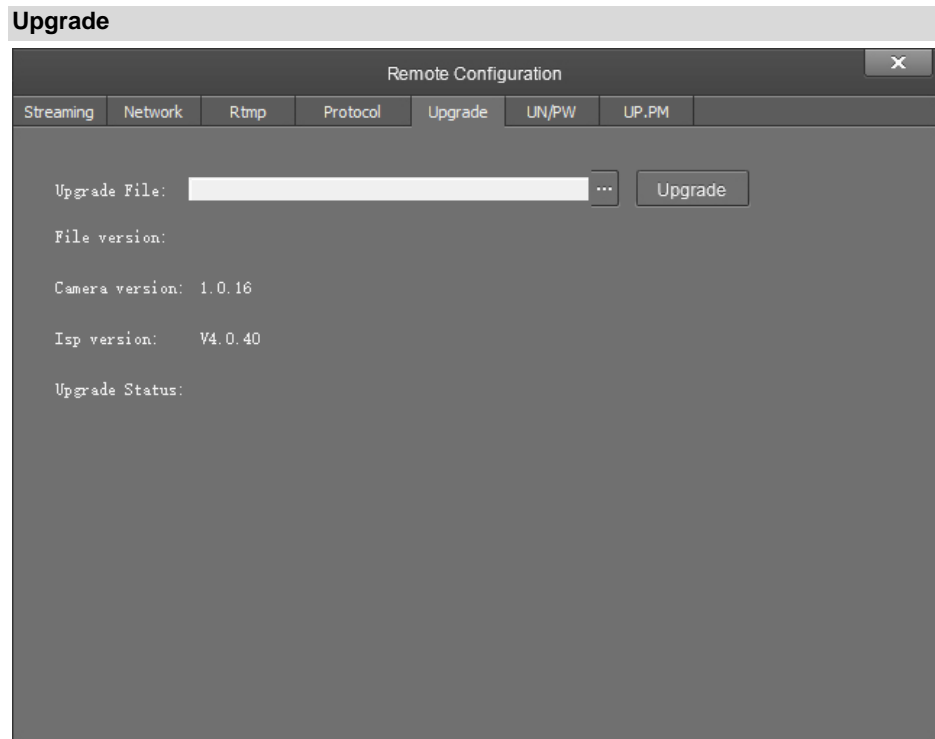 Upgrade
Remote Configuration
Streaming Network Rtmp Protocol Upgrade UN/PW UP.PM
Upgrade File: ... Upgrade
File version:
Camera version: 1.0.16
Isp version: V4.0.40
Upgrade Status: